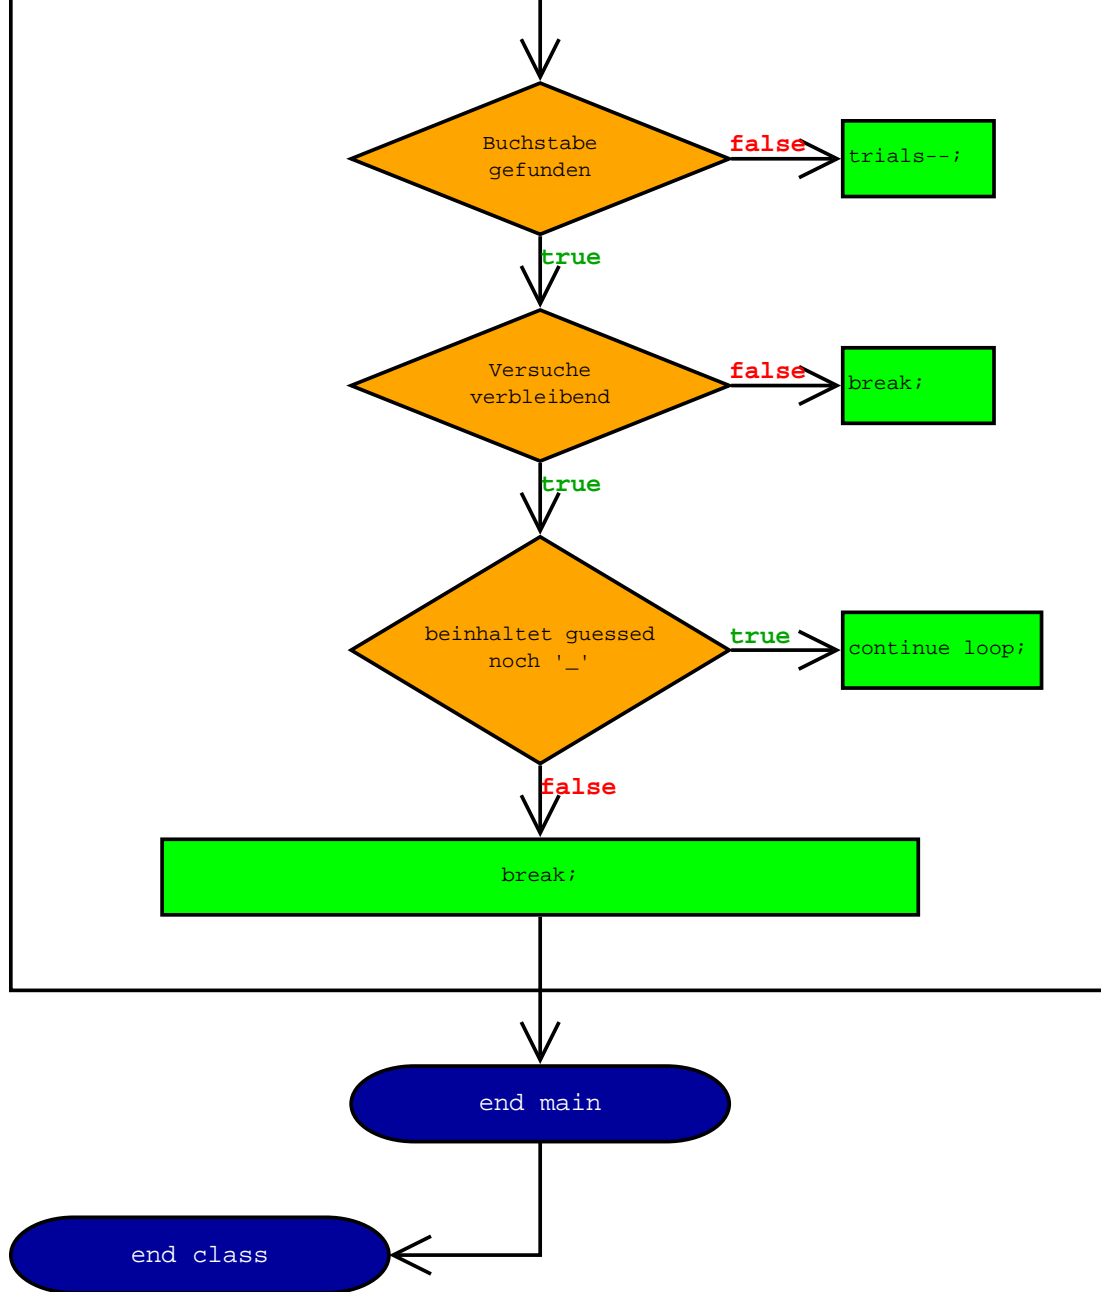 Buchstabe
gefunden
false
trials--;
true
Versuche
verbleibend
false
break;
true
beinhaltet guessed
noch '_'
true
continue loop;
false
break;
end main
end class